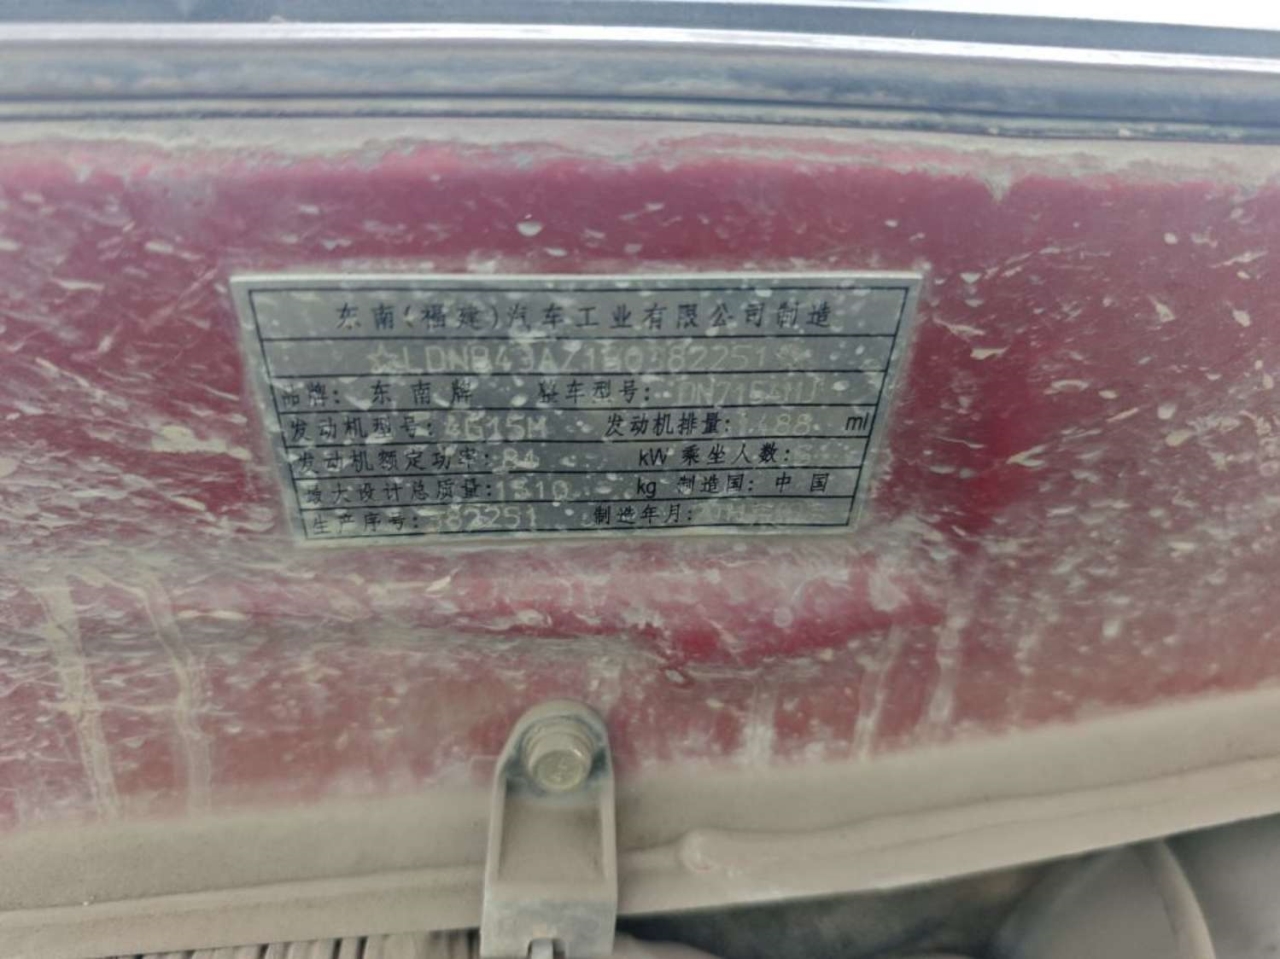 东南(福建)汽车工业有限公司制造
品牌: 东南牌 整车型号:
发动机型号: 4G15M 发动机排量: 1488 ml
发动机额定功率: 84 kW 乘坐人数: 5
最大设计总质量: 1510 kg 制造国: 中国
生产序号: 382251 制造年月: